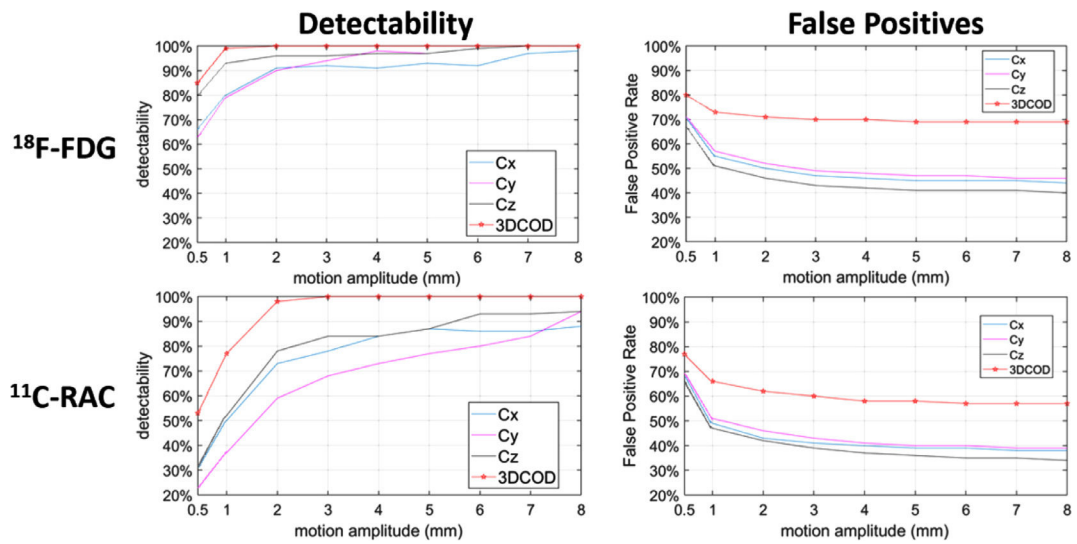 Detectability
False Positives
18F-FDG
100%
90%
80%
70%
60%
50%
40%
30%
20%
detectability
0.5 1 2 3 4 5 6 7 8
motion amplitude (mm)
Cx
Cy
Cz
3DCOD
100%
90%
80%
70%
60%
50%
40%
30%
20%
False Positive Rate
0.5 1 2 3 4 5 6 7 8
motion amplitude (mm)
Cx
Cy
Cz
3DCOD
11C-RAC
100%
90%
80%
70%
60%
50%
40%
30%
20%
detectability
0.5 1 2 3 4 5 6 7 8
motion amplitude (mm)
Cx
Cy
Cz
3DCOD
100%
90%
80%
70%
60%
50%
40%
30%
20%
False Positive Rate
0.5 1 2 3 4 5 6 7 8
motion amplitude (mm)
Cx
Cy
Cz
3DCOD